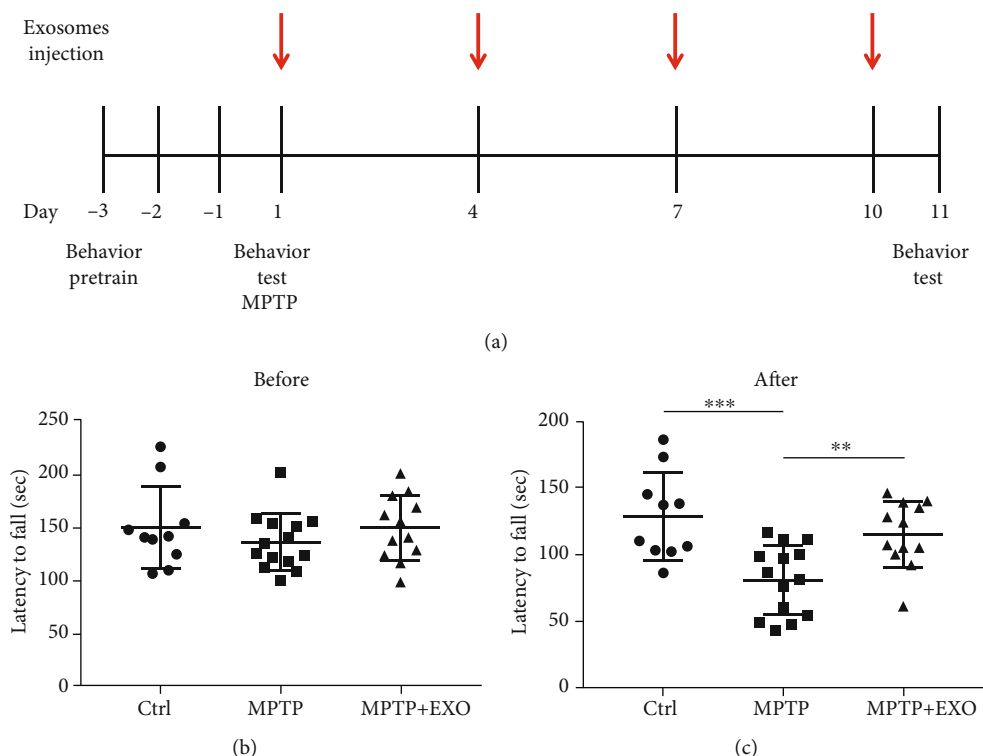 Exosomes
injection
Day –3 –2 –1 1 4 7 10 11
Behavior
pretrain
Behavior
test
MPTP
Behavior
test
(a)
Before
250
200
150
100
50
0
Latency to fall (sec)
Ctrl MPTP MPTP+EXO
(b)
After
***
**
200
150
100
50
0
Latency to fall (sec)
Ctrl MPTP MPTP+EXO
(c)